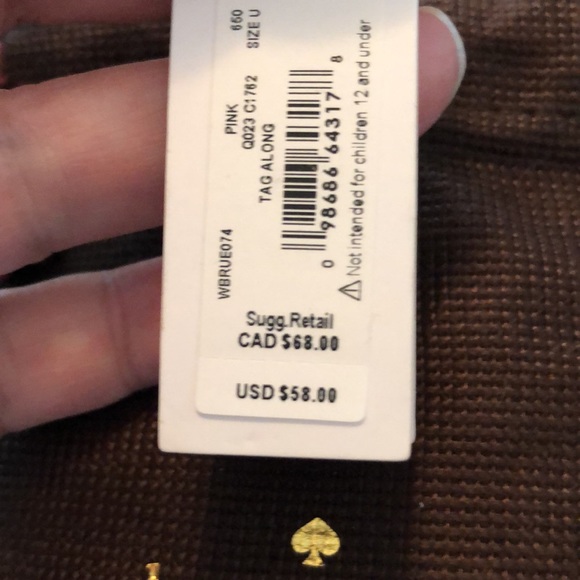 650
SIZE U
PINK
Q023 C1762
TAG ALONG
WBRUE074
0 98686 64317 8
⚠ Not intended for children 12 and under
Sugg.Retail
CAD $68.00
USD $58.00